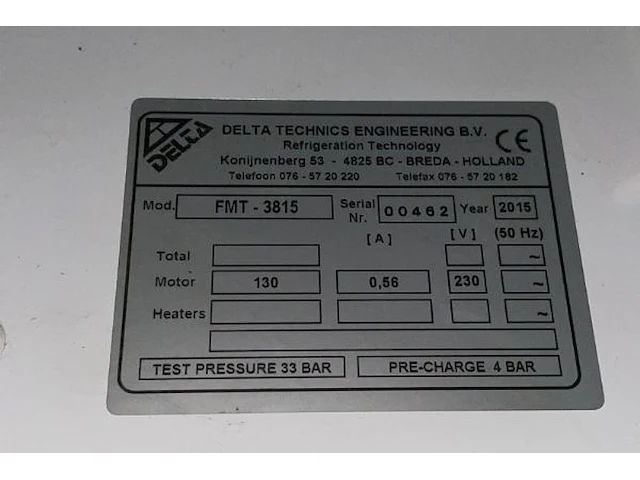 DELTA
DELTA TECHNICS ENGINEERING B.V. CE
Refrigeration Technology
Konijnenberg 53 - 4825 BC - BREDA - HOLLAND
Telefoon 076 - 57 20 220 Telefax 076 - 57 20 182
Mod. FMT - 3815 Serial Nr. 00462 Year 2015
[A] [V] (50 Hz)
Total ~
Motor 130 0,56 230 ~
Heaters ~
TEST PRESSURE 33 BAR PRE-CHARGE 4 BAR